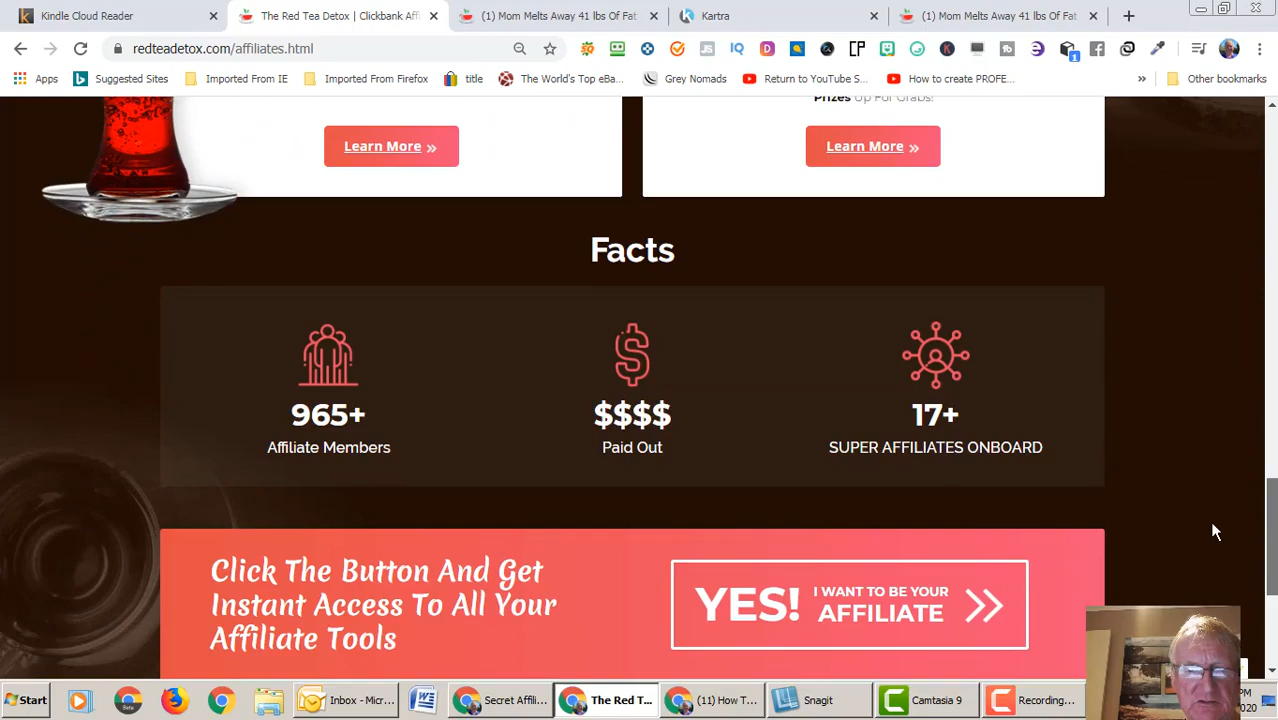 Kindle Cloud Reader
The Red Tea Detox | Clickbank Aff
(1) Mom Melts Away 41 lbs Of Fat
Kartra
(1) Mom Melts Away 41 lbs Of Fat
redteadetox.com/affiliates.html
Apps
Suggested Sites
Imported From IE
Imported From Firefox
title
The World's Top eBa...
Grey Nomads
Return to YouTube S...
How to create PROFE...
Other bookmarks
Prizes Up For Grabs!
Learn More »
Learn More »
Facts
965+
Affiliate Members
$$$$
Paid Out
17+
SUPER AFFILIATES ONBOARD
Click The Button And Get
Instant Access To All Your
Affiliate Tools
YES! I WANT TO BE YOUR
AFFILIATE
Start
Inbox - Micr...
Secret Affili...
The Red T...
(11) How T...
Snagit
Camtasia 9
Recording...
PM
2020